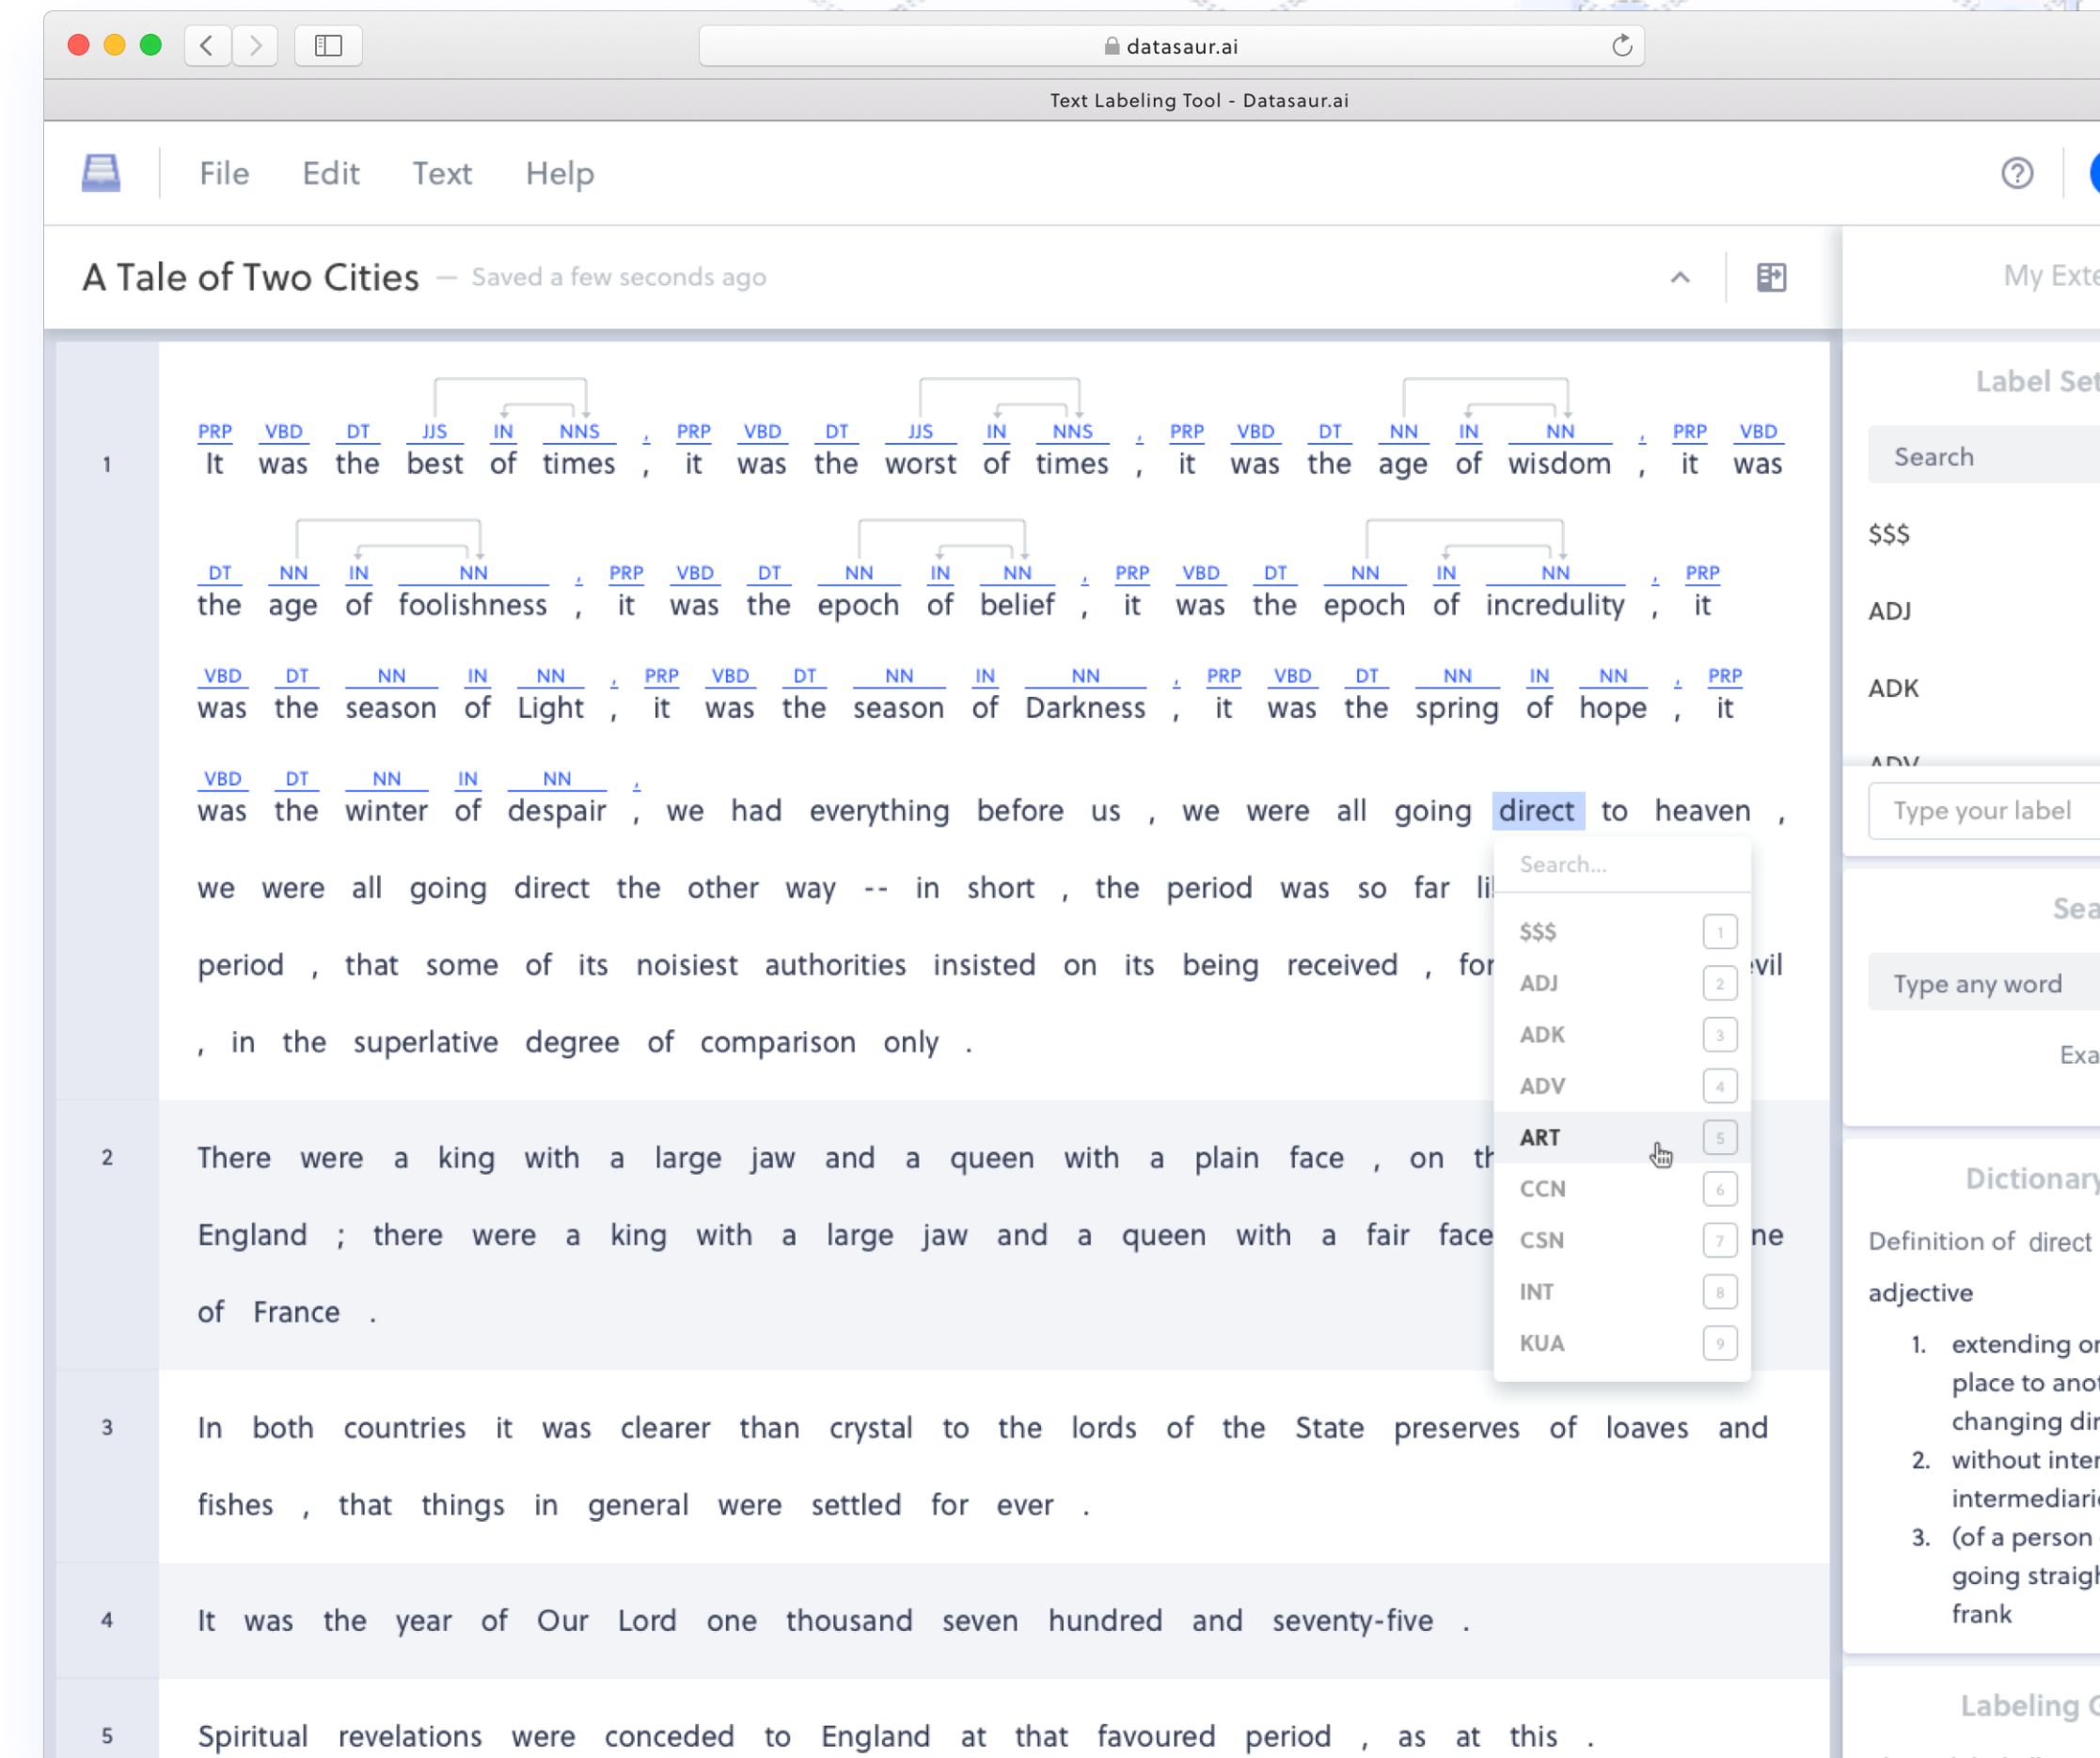 datasaur.ai
Text Labeling Tool - Datasaur.ai
File Edit Text Help
A Tale of Two Cities — Saved a few seconds ago
PRP VBD DT JJS IN NNS , PRP VBD DT JJS IN NNS , PRP VBD DT NN IN NN , PRP VBD
1 It was the best of times , it was the worst of times , it was the age of wisdom , it was
DT NN IN NN , PRP VBD DT NN IN NN , PRP VBD DT NN IN NN , PRP
the age of foolishness , it was the epoch of belief , it was the epoch of incredulity , it
VBD DT NN IN NN , PRP VBD DT NN IN NN , PRP VBD DT NN IN NN , PRP
was the season of Light , it was the season of Darkness , it was the spring of hope , it
VBD DT NN IN NN ,
was the winter of despair , we had everything before us , we were all going direct to heaven ,
we were all going direct the other way -- in short , the period was so far
period , that some of its noisiest authorities insisted on its being received , for
, in the superlative degree of comparison only .
2 There were a king with a large jaw and a queen with a plain face , on
England ; there were a king with a large jaw and a queen with a fair face
of France .
3 In both countries it was clearer than crystal to the lords of the State preserves of loaves and
fishes , that things in general were settled for ever .
4 It was the year of Our Lord one thousand seven hundred and seventy-five .
5 Spiritual revelations were conceded to England at that favoured period , as at this .
Search...
$$$ 1
ADJ 2
ADK 3
ADV 4
ART 5
CCN 6
CSN 7
INT 8
KUA 9
My
Label
Search
$$$
ADJ
ADK
ADV
Type your label
Type any word
Dictionary
Definition of direct
adjective
1. extending
place to
changing
2. without
3. (of a person
going
frank
Labeling